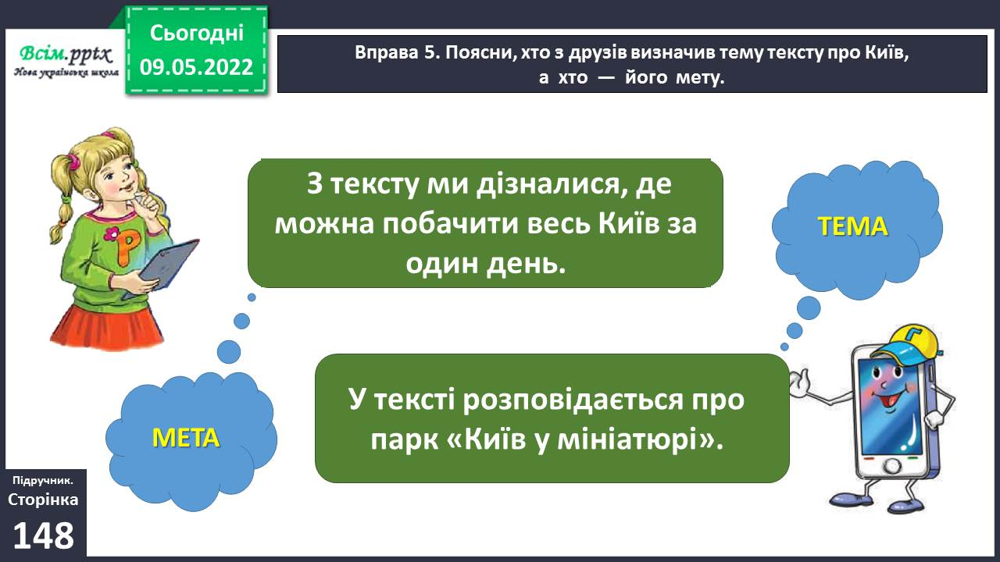 Всім.pptx
Нова українська школа
Сьогодні
09.05.2022
Вправа 5. Поясни, хто з друзів визначив тему тексту про Київ,
а хто — його мету.
З тексту ми дізналися, де
можна побачити весь Київ за
один день.
ТЕМА
Р
Ґ
У тексті розповідається про
парк «Київ у мініатюрі».
МЕТА
Підручник.
Сторінка
148